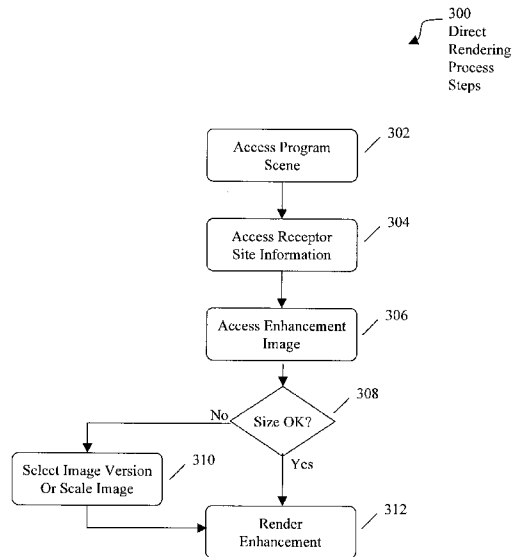 300
Direct
Rendering
Process
Steps
302
Access Program
Scene
304
Access Receptor
Site Information
306
Access Enhancement
Image
308
Size OK?
No
Yes
310
Select Image Version
Or Scale Image
312
Render
Enhancement